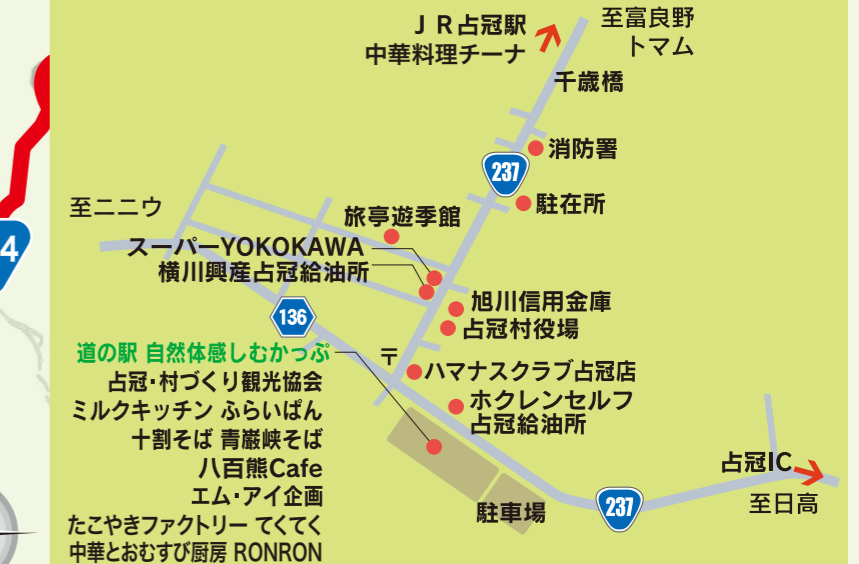 ＪＲ占冠駅
中華料理チーナ
至富良野
トマム
千歳橋
消防署
237
駐在所
至ニニウ
旅亭遊季館
スーパーYOKOKAWA
横川興産占冠給油所
4
旭川信用金庫
占冠村役場
136
道の駅 自然体感しむかっぷ
〒
ハマナスクラブ占冠店
占冠・村づくり観光協会
ミルクキッチン ふらいぱん
十割そば 青巌峡そば
八百熊Cafe
エム・アイ企画
たこやきファクトリー てくてく
中華とおむすび厨房 RONRON
ホクレンセルフ
占冠給油所
駐車場
237
占冠IC
至日高